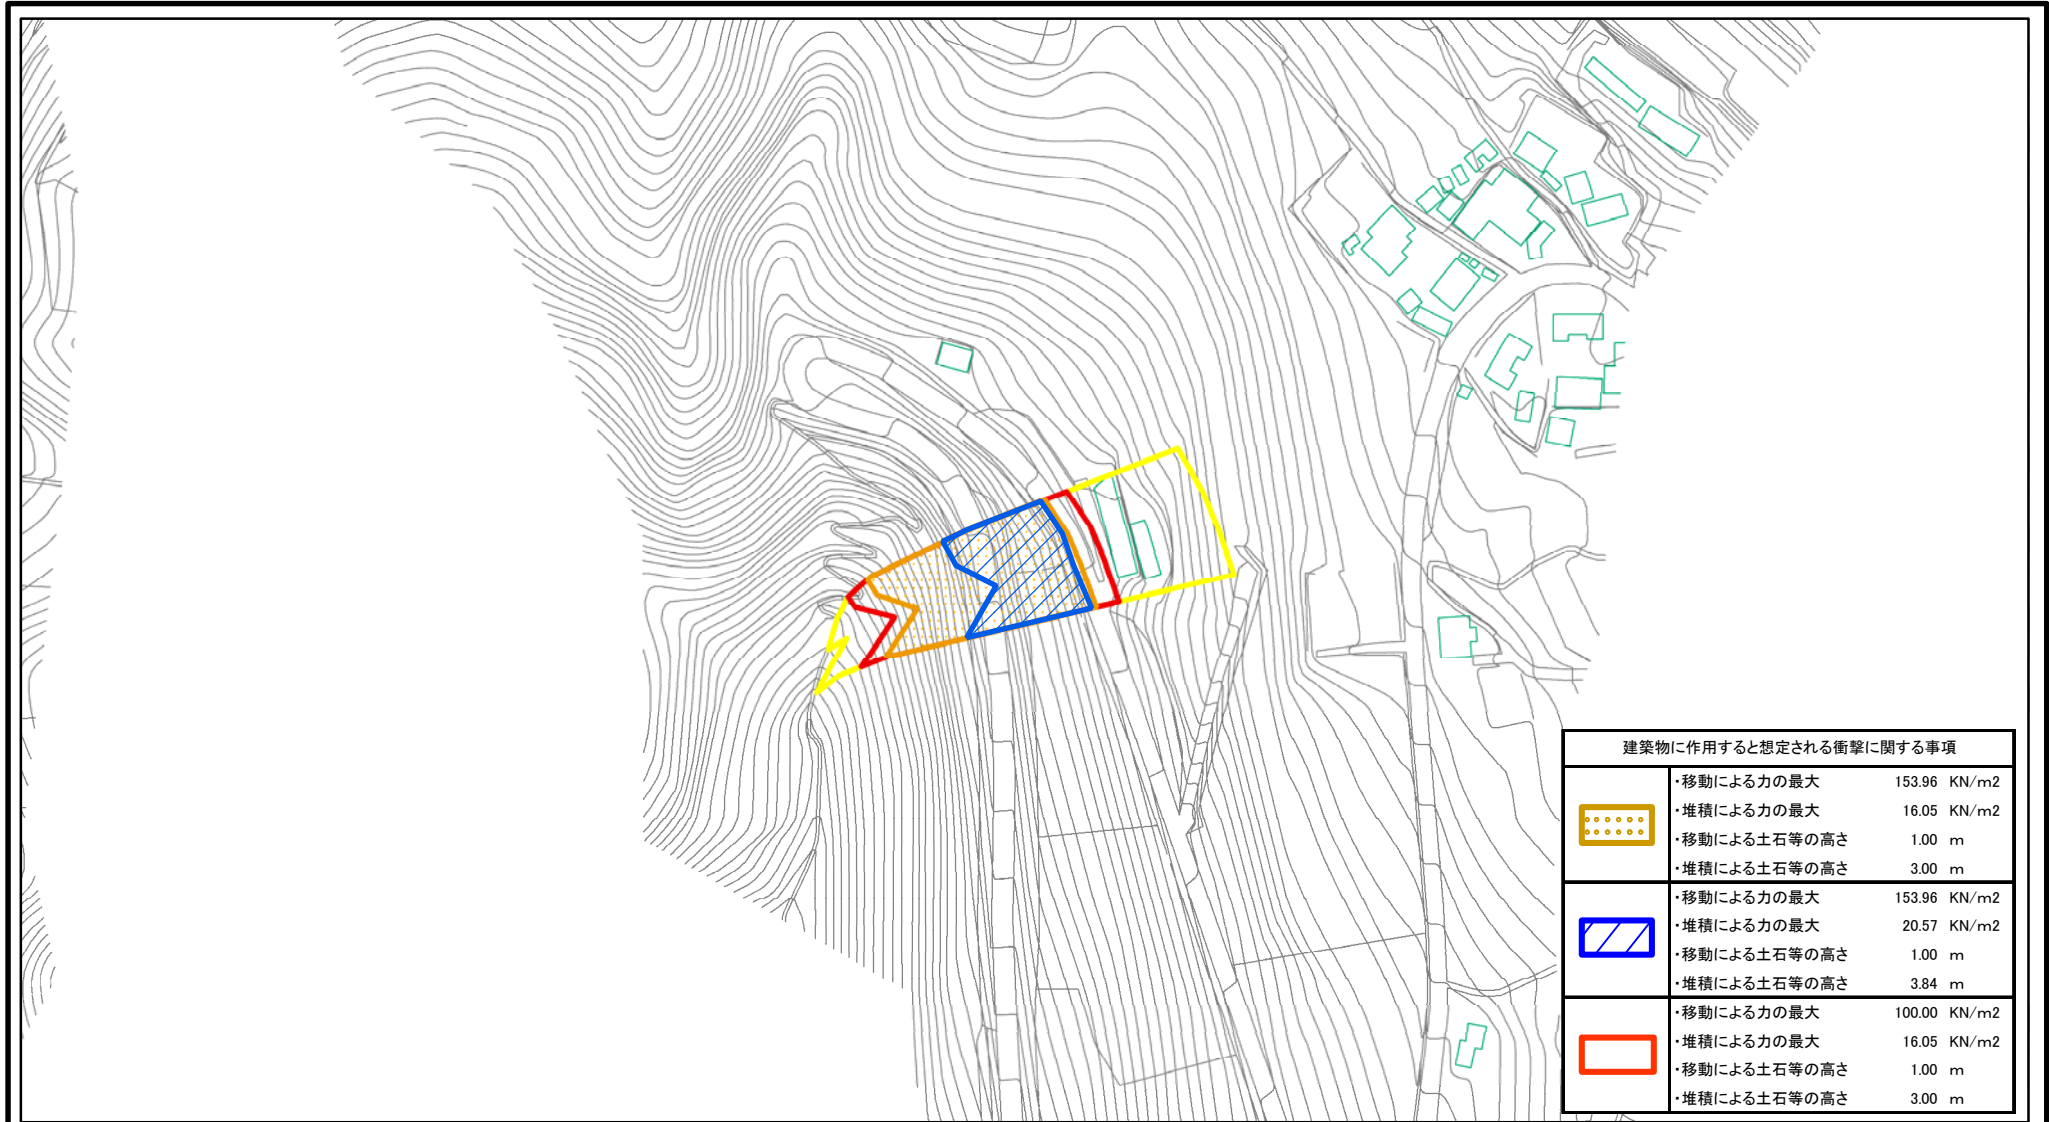 建築物に作用すると想定される衝撃に関する事項
・移動による力の最大 153.96 KN/m2
・堆積による力の最大 16.05 KN/m2
・移動による土石等の高さ 1.00 m
・堆積による土石等の高さ 3.00 m
・移動による力の最大 153.96 KN/m2
・堆積による力の最大 20.57 KN/m2
・移動による土石等の高さ 1.00 m
・堆積による土石等の高さ 3.84 m
・移動による力の最大 100.00 KN/m2
・堆積による力の最大 16.05 KN/m2
・移動による土石等の高さ 1.00 m
・堆積による土石等の高さ 3.00 m